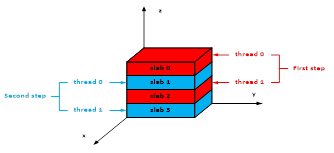 z
slab 0
thread 0
First step
slab 1
thread 0
thread 1
Second step
slab 2
Y
slab 3
thread 1
x